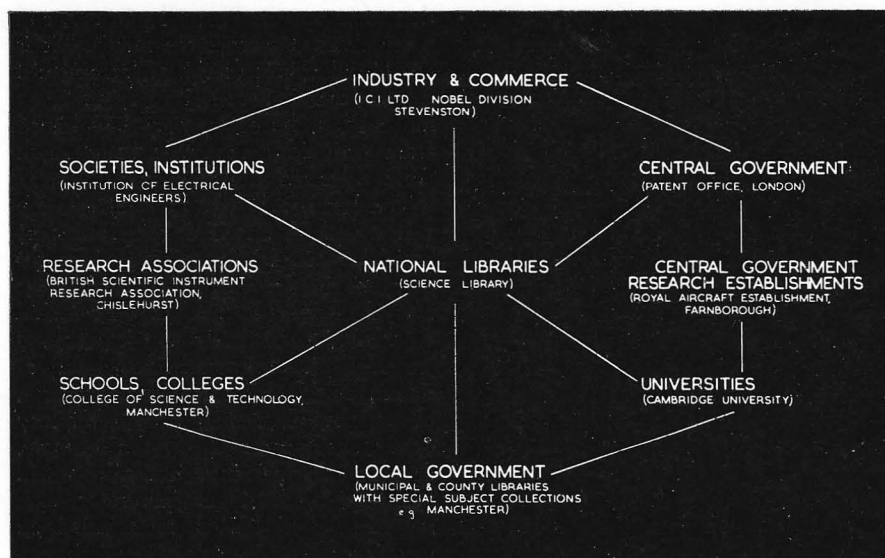 INDUSTRY & COMMERCE
(I C I LTD NOBEL DIVISION
STEVENSTON)
SOCIETIES, INSTITUTIONS
(INSTITUTION OF ELECTRICAL
ENGINEERS)
CENTRAL GOVERNMENT
(PATENT OFFICE, LONDON)
RESEARCH ASSOCIATIONS
(BRITISH SCIENTIFIC INSTRUMENT
RESEARCH ASSOCIATION,
CHISLEHURST)
NATIONAL LIBRARIES
(SCIENCE LIBRARY)
CENTRAL GOVERNMENT
RESEARCH ESTABLISHMENTS
(ROYAL AIRCRAFT ESTABLISHMENT,
FARNBOROUGH)
SCHOOLS, COLLEGES
(COLLEGE OF SCIENCE & TECHNOLOGY,
MANCHESTER)
UNIVERSITIES
(CAMBRIDGE UNIVERSITY)
LOCAL GOVERNMENT
(MUNICIPAL & COUNTY LIBRARIES
WITH SPECIAL SUBJECT COLLECTIONS
e g MANCHESTER)